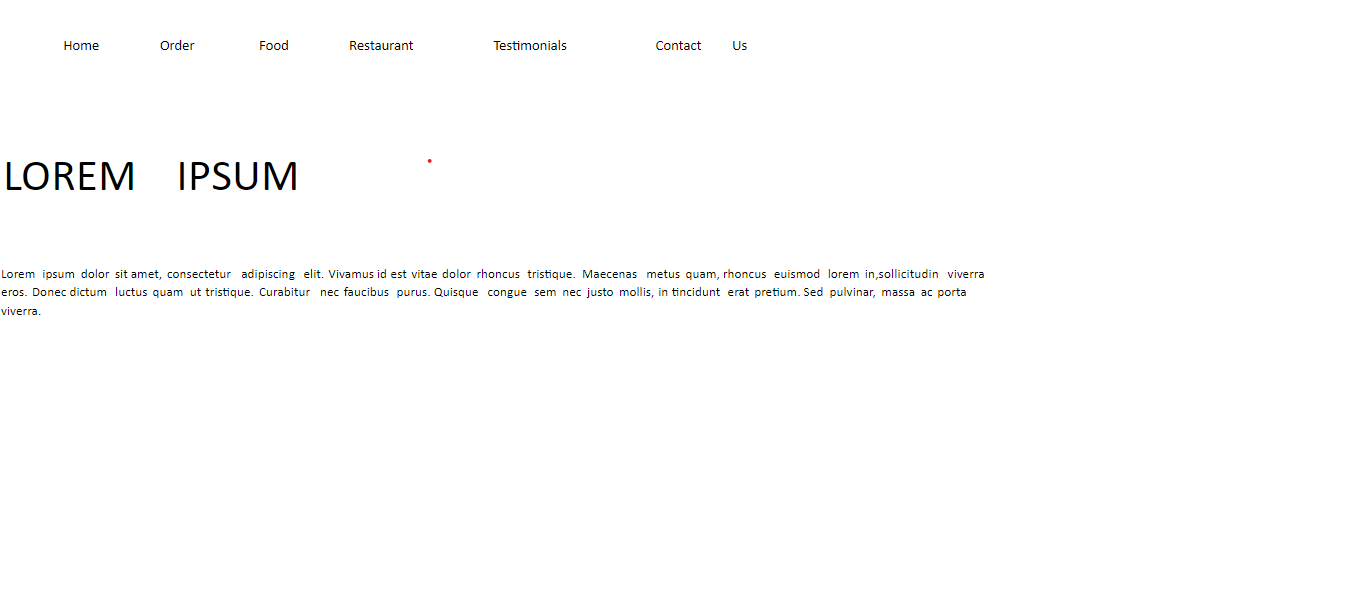 Home Order Food Restaurant Testimonials Contact Us
LOREM IPSUM
Lorem ipsum dolor sit amet, consectetur adipiscing elit. Vivamus id est vitae dolor rhoncus tristique. Maecenas metus quam, rhoncus euismod lorem in,sollicitudin viverra
eros. Donec dictum luctus quam ut tristique. Curabitur nec faucibus purus. Quisque congue sem nec justo mollis, in tincidunt erat pretium. Sed pulvinar, massa ac porta
viverra.